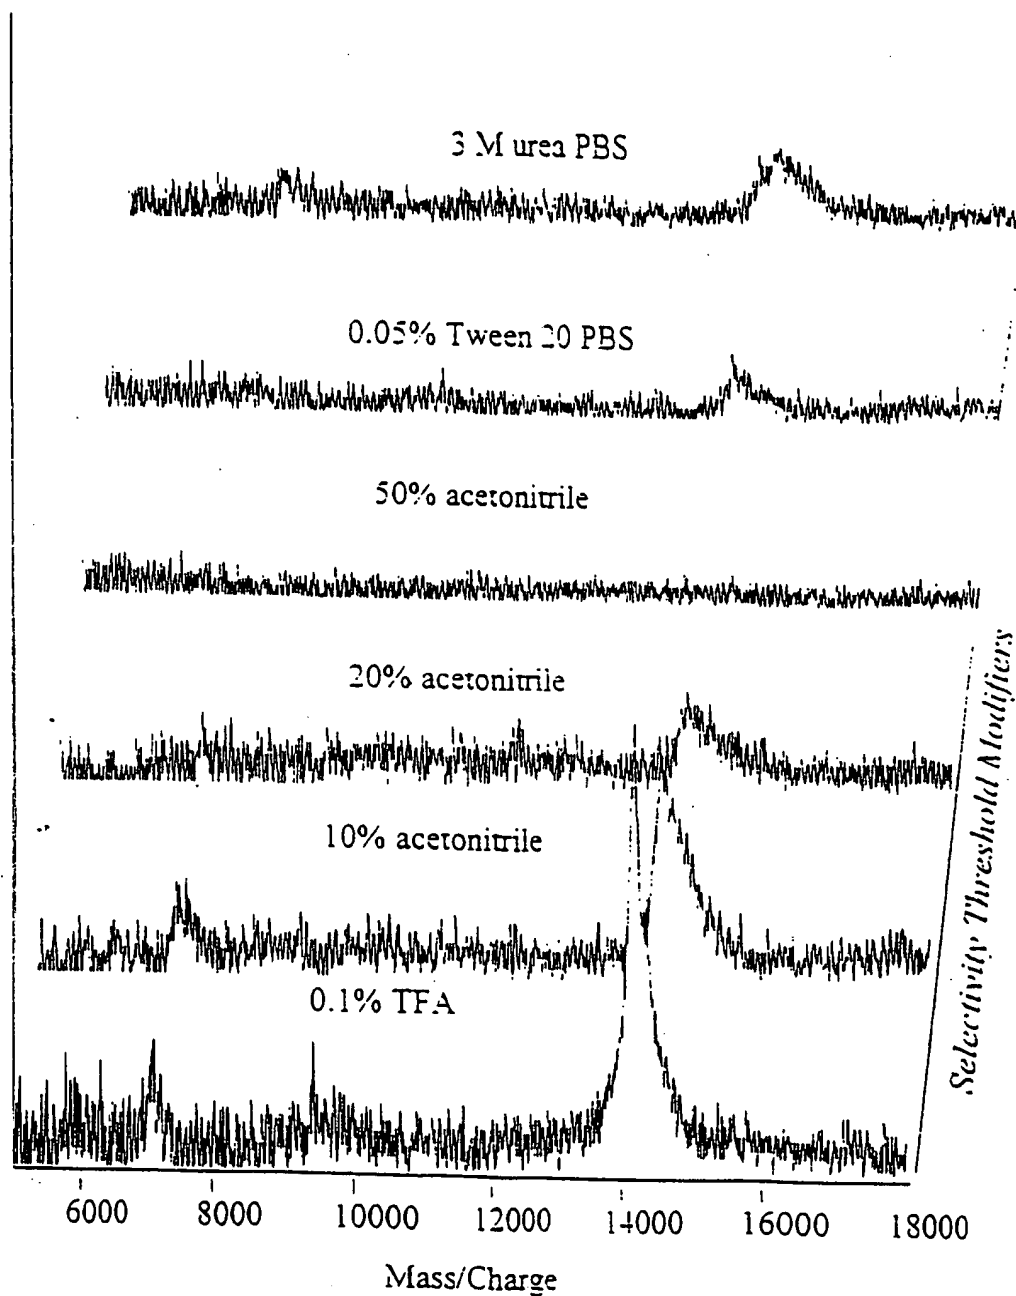 3 M urea PBS
0.05% Tween 20 PBS
50% acetonitrile
20% acetonitrile
10% acetonitrile
0.1% TFA
Selectivity Threshold Modifiers
6000 8000 10000 12000 14000 16000 18000
Mass/Charge